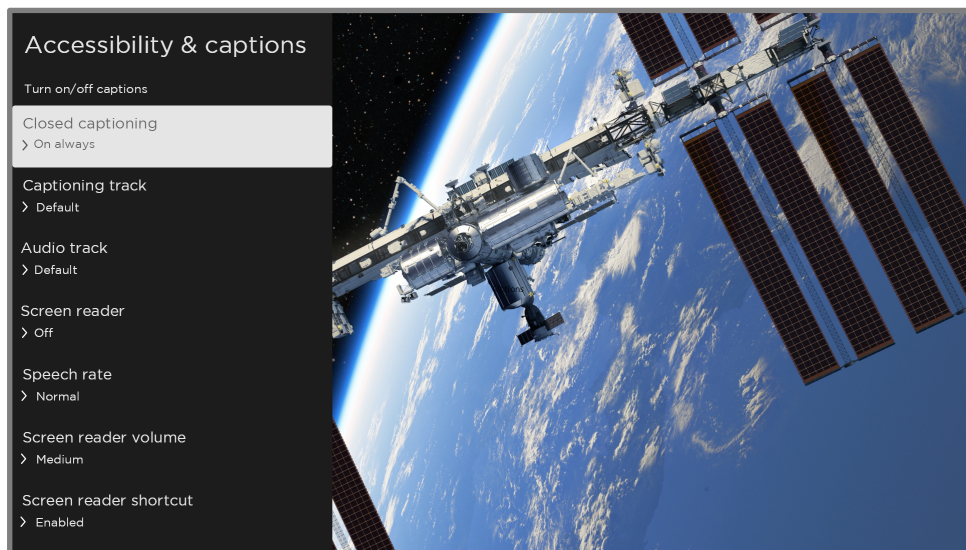 Accessibility & captions
Turn on/off captions
Closed captioning
On always
Captioning track
Default
Audio track
Default
Screen reader
Off
Speech rate
Normal
Screen reader volume
Medium
Screen reader shortcut
Enabled